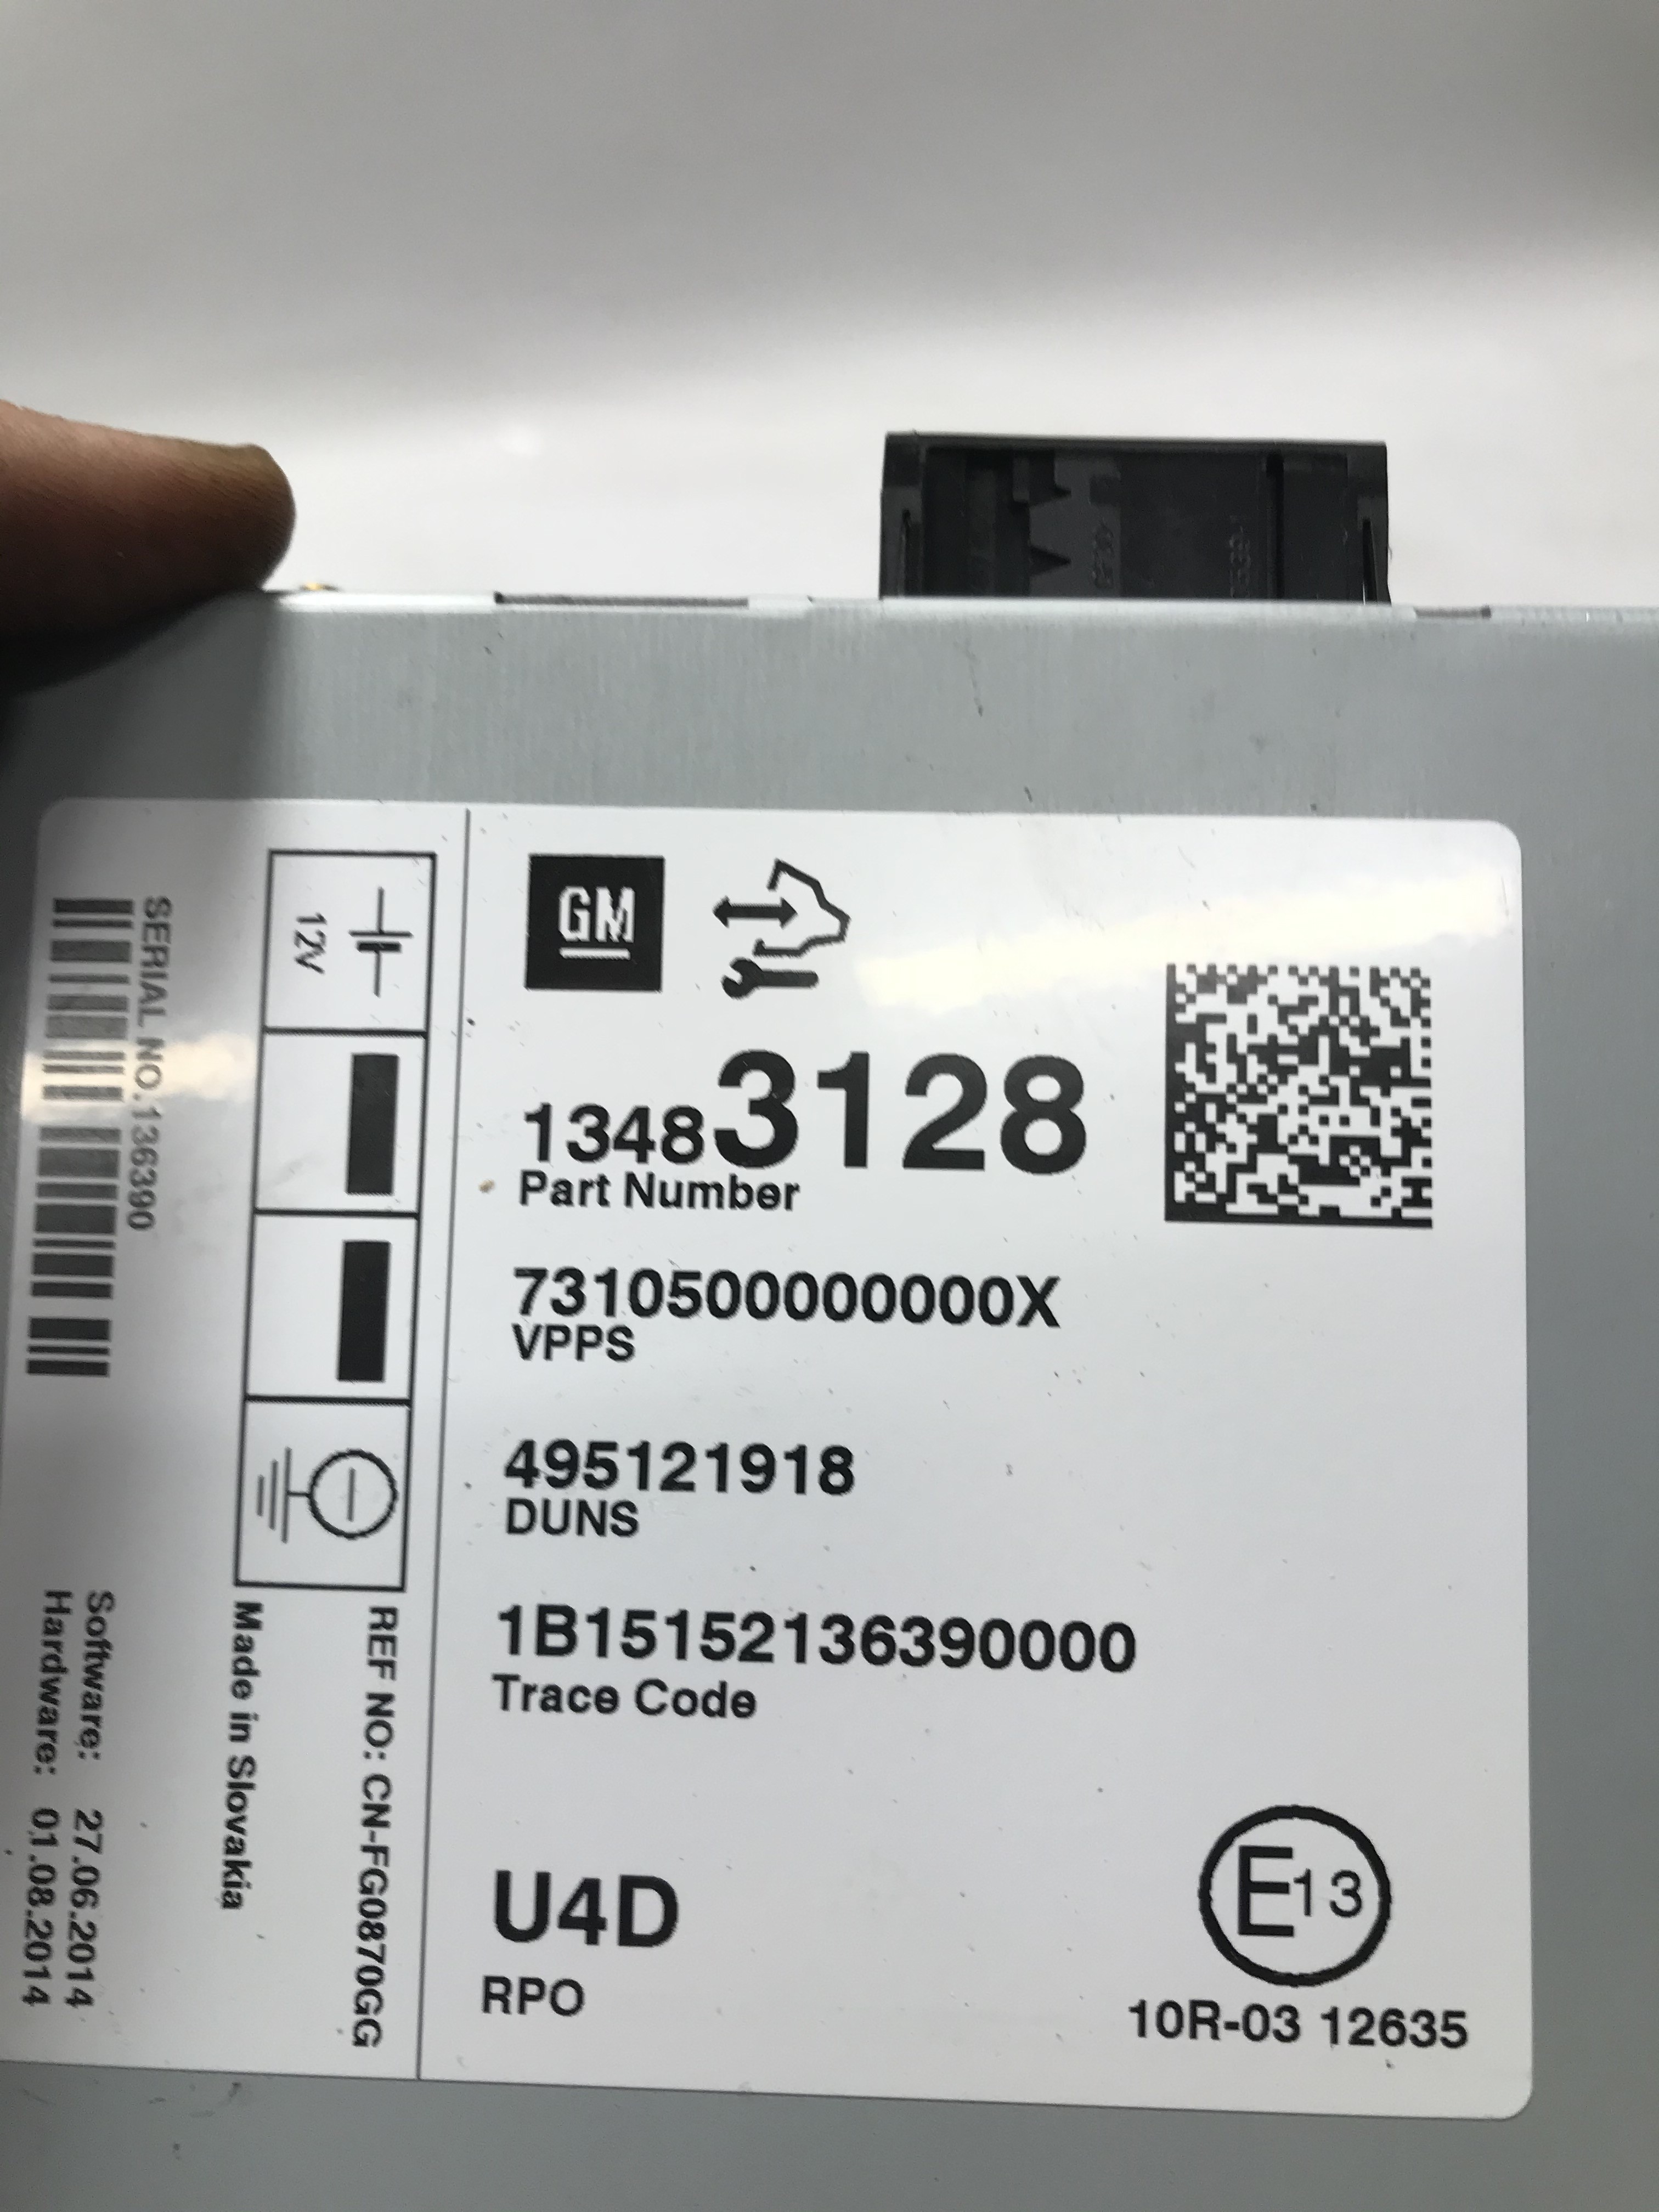 GM
13483128
Part Number
7310500000000X
VPPS
495121918
DUNS
1B15152136390000
Trace Code
U4D
RPO
E13
10R-03 12635
12V
REF NO: CN-FG0870GG
Made in Slovakia
SERIAL NO.136390
Software: 27.06.2014
Hardware: 01.08.2014